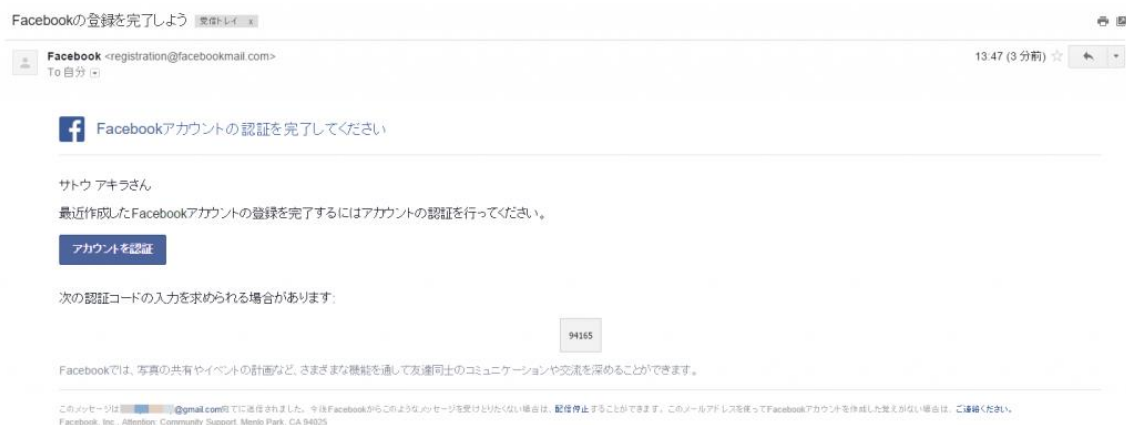 Facebookの登録を完了しよう 受信トレイ x
Facebook <registration@facebookmail.com> 13:47 (3 分前)
To 自分
Facebookアカウントの認証を完了してください
サトウ アキラさん
最近作成したFacebookアカウントの登録を完了するにはアカウントの認証を行ってください。
アカウントを認証
次の認証コードの入力を求められる場合があります:
94165
Facebookでは、写真の共有やイベントの計画など、さまざまな機能を通して友達同士のコミュニケーションや交流を深めることができます。
このメッセージは @gmail.com宛てに送信されました。今後Facebookからこのようなメッセージを受けとりたくない場合は、配信停止することができます。このメールアドレスを使ってFacebookアカウントを作成した覚えがない場合は、ご連絡ください。
Facebook, Inc., Attention: Community Support, Menlo Park, CA 94025